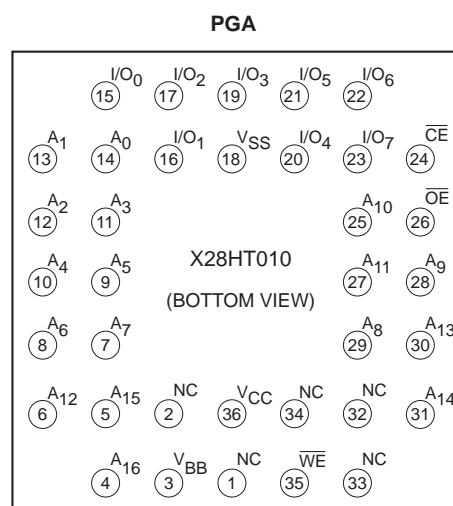 PGA
I/O0 I/O2 I/O3 I/O5 I/O6
15 17 19 21 22
A1 A0 I/O1 VSS I/O4 I/O7 C̅E̅
13 14 16 18 20 23 24
A2 A3 A10 O̅E̅
12 11 25 26
A4 A5 X28HT010 A11 A9
10 9 27 28
(BOTTOM VIEW)
A6 A7 A8 A13
8 7 29 30
A12 A15 NC VCC NC NC A14
6 5 2 36 34 32 31
A16 VBB NC W̅E̅ NC
4 3 1 35 33